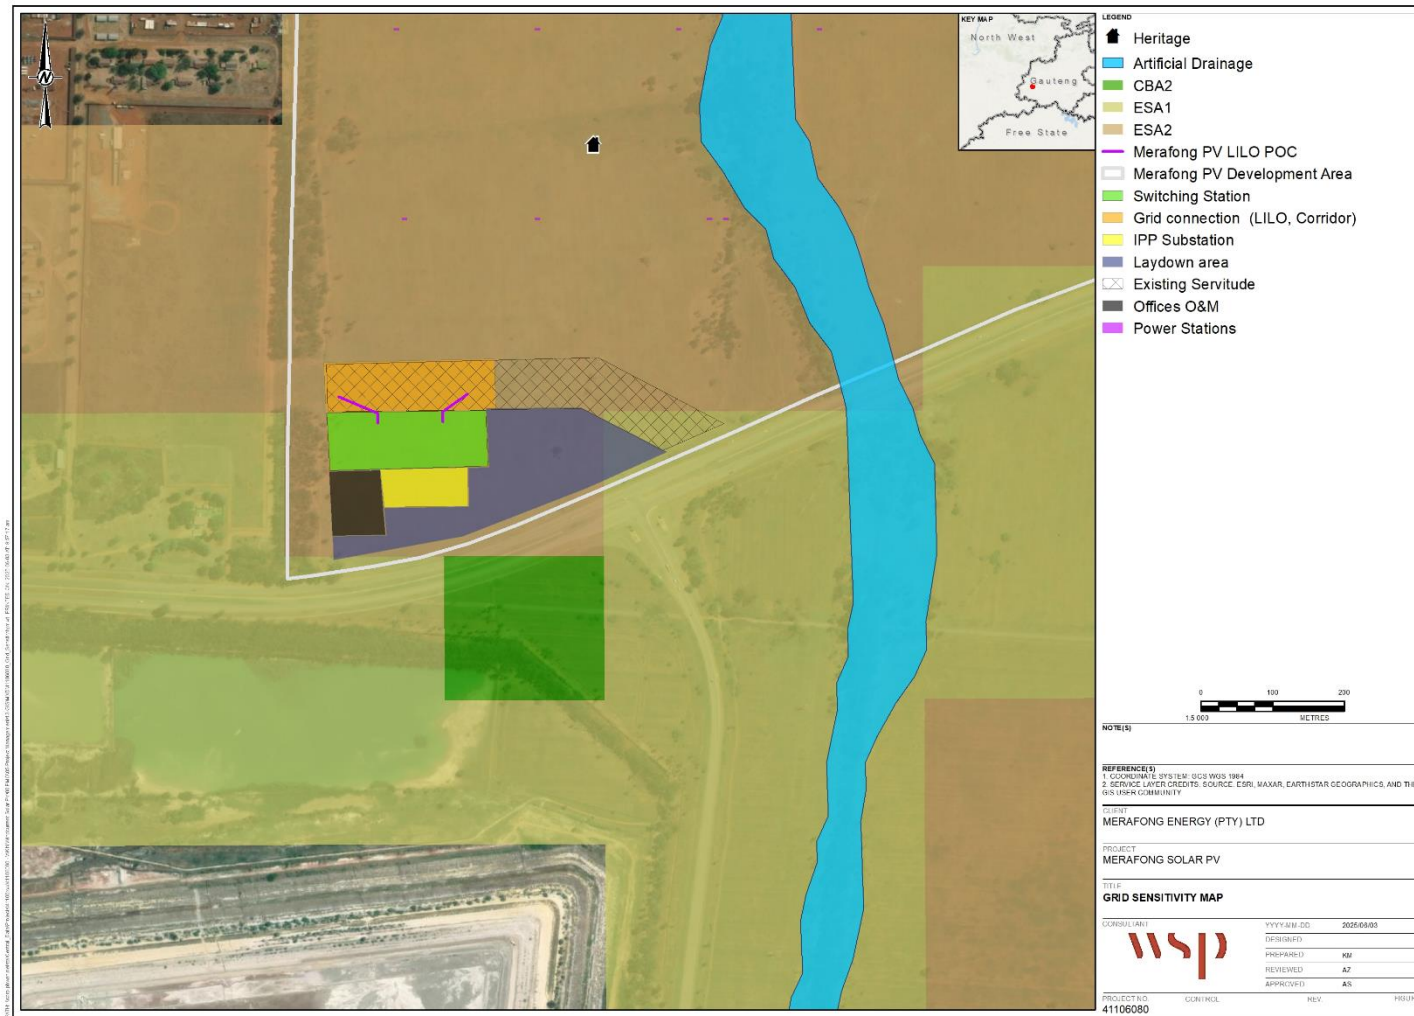 N
KEY MAP
North West
Gauteng
Free State
LEGEND
Heritage
Artificial Drainage
CBA2
ESA1
ESA2
Merafong PV LILO POC
Merafong PV Development Area
Switching Station
Grid connection (LILO, Corridor)
IPP Substation
Laydown area
Existing Servitude
Offices O&M
Power Stations
0 100 200
1:5 000 METRES
NOTE(S)
REFERENCE(S)
1. COORDINATE SYSTEM: GCS WGS 1984
2. SERVICE LAYER CREDITS: SOURCE: ESRI, MAXAR, EARTHSTAR GEOGRAPHICS, AND THE
GIS USER COMMUNITY
CLIENT
MERAFONG ENERGY (PTY) LTD
PROJECT
MERAFONG SOLAR PV
TITLE
GRID SENSITIVITY MAP
CONSULTANT
wsp
YYYY-MM-DD 2025/06/03
DESIGNED
PREPARED KM
REVIEWED AZ
APPROVED AS
PROJECT NO. CONTROL REV.
41106080